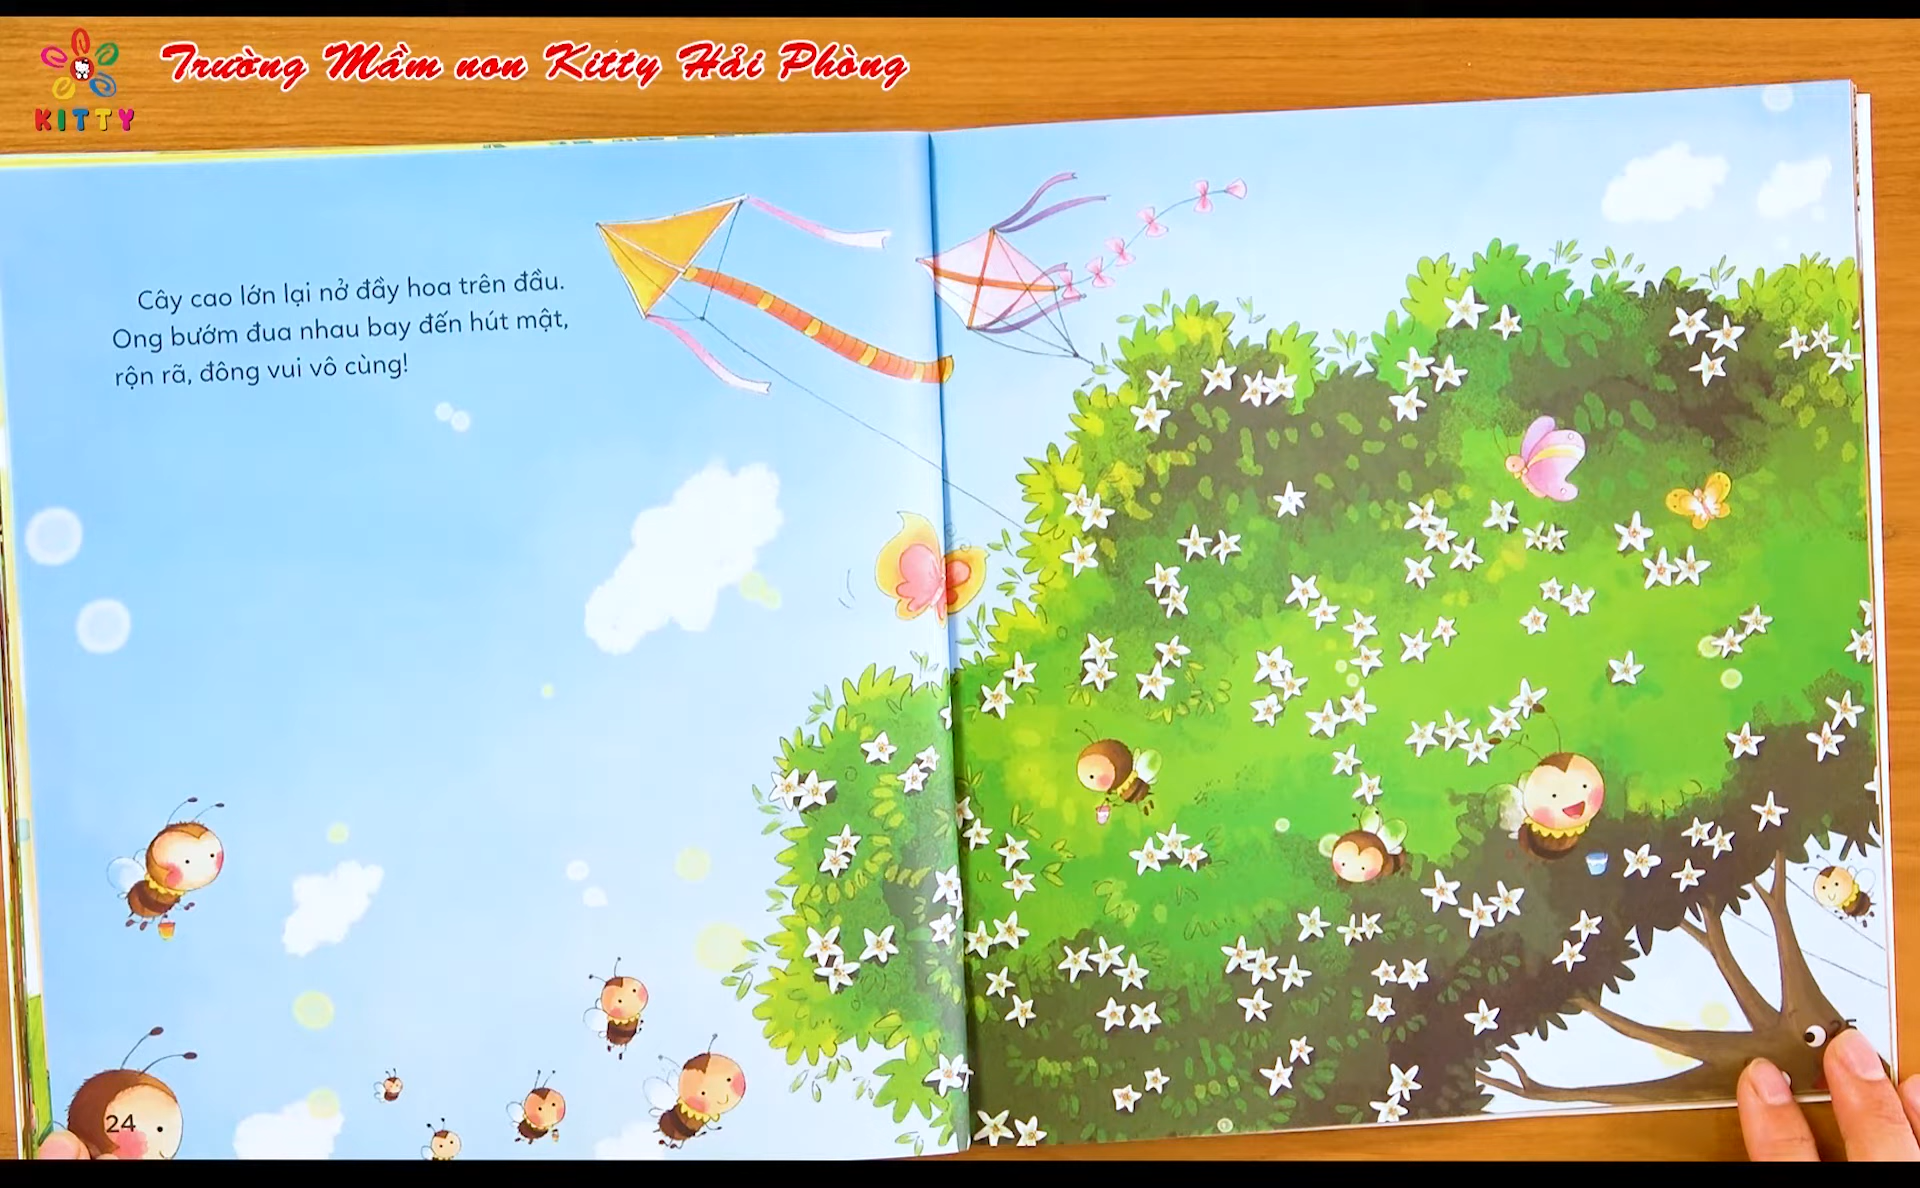 KITTY
Trường Mầm non Kitty Hải Phòng
Cây cao lớn lại nở đầy hoa trên đầu.
Ong bướm đua nhau bay đến hút mật,
rộn rã, đông vui vô cùng!
24
25